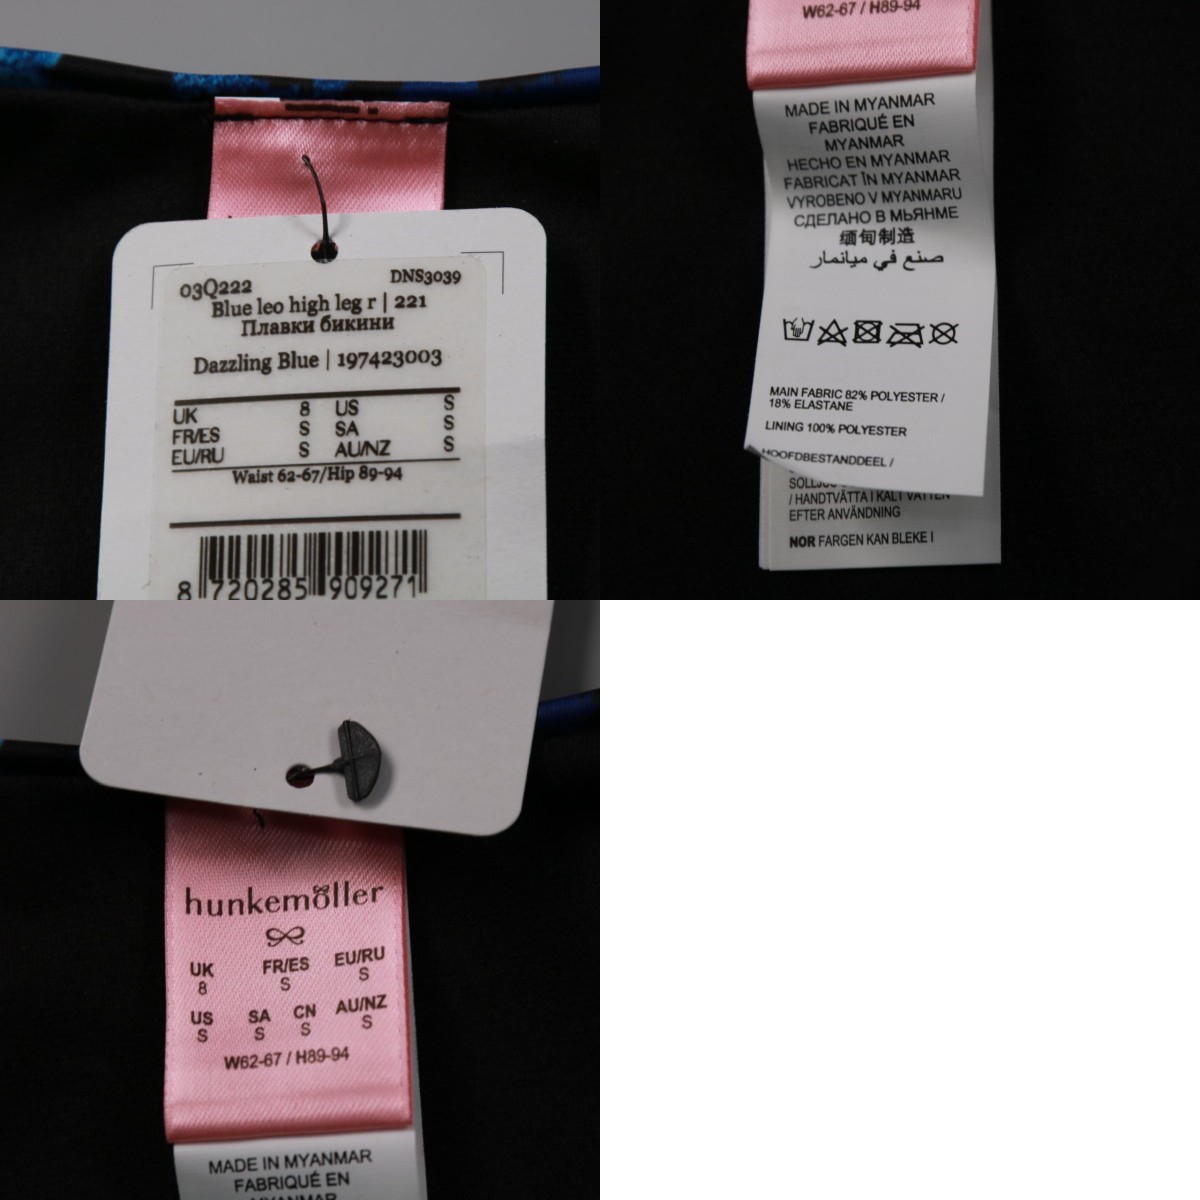 03Q222 DNS3039
Blue leo high leg r | 221
Плавки бикини
Dazzling Blue | 197423003
UK 8 US S
FR/ES S SA S
EU/RU S AU/NZ S
Waist 62-67/Hip 89-94
8 720285 909271
W62-67 / H89-94
MADE IN MYANMAR
FABRIQUÉ EN
MYANMAR
HECHO EN MYANMAR
FABRICAT ÎN MYANMAR
VYROBENO V MYANMARU
СДЕЛАНО В МЬЯНМЕ
缅甸制造
صنع في ميانمار
MAIN FABRIC 82% POLYESTER /
18% ELASTANE
LINING 100% POLYESTER
HOOFDBESTANDDEEL /
/ HANDTVÄTTA I KALT VATTEN
EFTER ANVÄNDNING
NOR FARGEN KAN BLEKE I
hunkemöller
UK FR/ES EU/RU
8 S S
US SA CN AU/NZ
S S S S
W62-67 / H89-94
MADE IN MYANMAR
FABRIQUÉ EN
MYANMAR